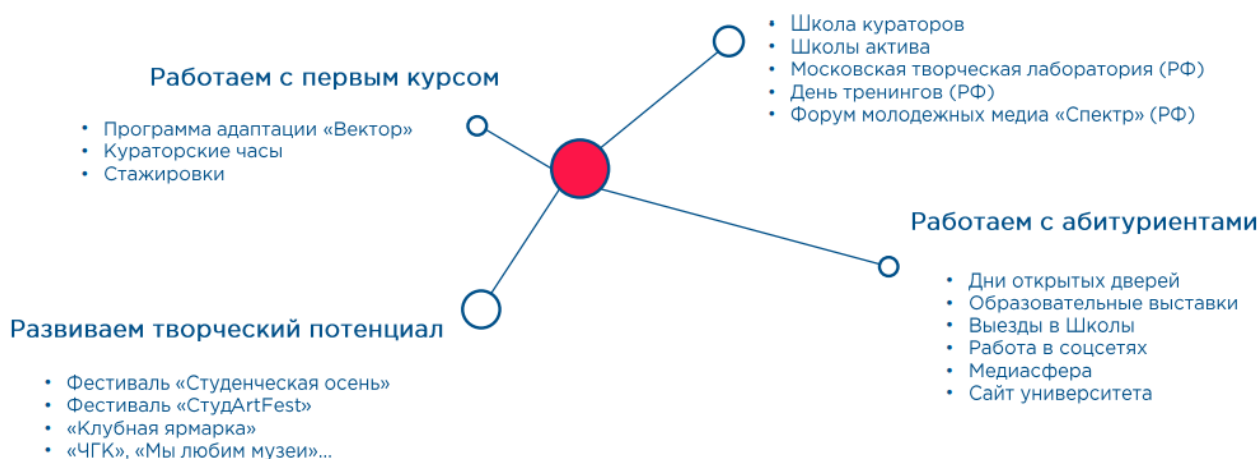 • Школа кураторов
• Школы актива
• Московская творческая лаборатория (РФ)
• День тренингов (РФ)
• Форум молодежных медиа «Спектр» (РФ)
Работаем с первым курсом
• Программа адаптации «Вектор»
• Кураторские часы
• Стажировки
Работаем с абитуриентами
• Дни открытых дверей
• Образовательные выставки
• Выезды в Школы
• Работа в соцсетях
• Медиасфера
• Сайт университета
Развиваем творческий потенциал
• Фестиваль «Студенческая осень»
• Фестиваль «СтудArtFest»
• «Клубная ярмарка»
• «ЧГК», «Мы любим музеи»...